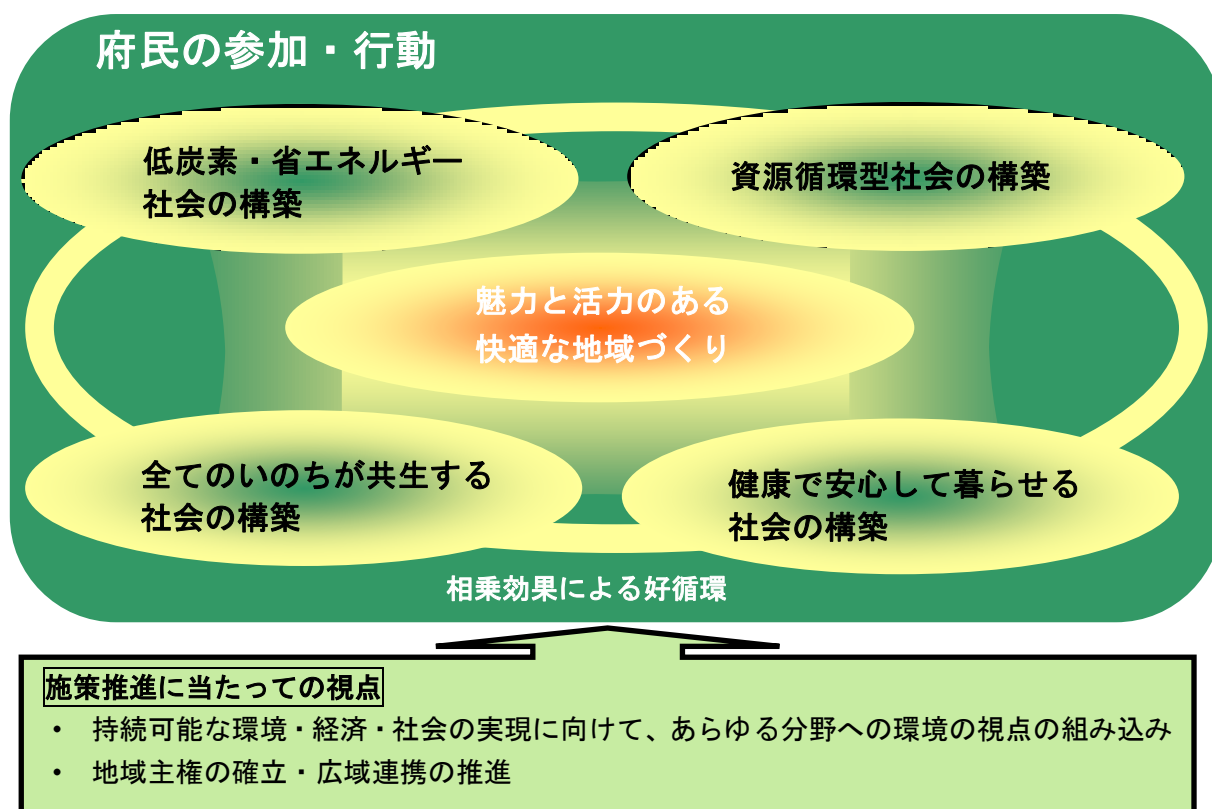 府民の参加・行動
低炭素・省エネルギー
社会の構築
資源循環型社会の構築
魅力と活力のある
快適な地域づくり
全てのいのちが共生する
社会の構築
健康で安心して暮らせる
社会の構築
相乗効果による好循環
施策推進に当たっての視点
・ 持続可能な環境・経済・社会の実現に向けて、あらゆる分野への環境の視点の組み込み
・ 地域主権の確立・広域連携の推進